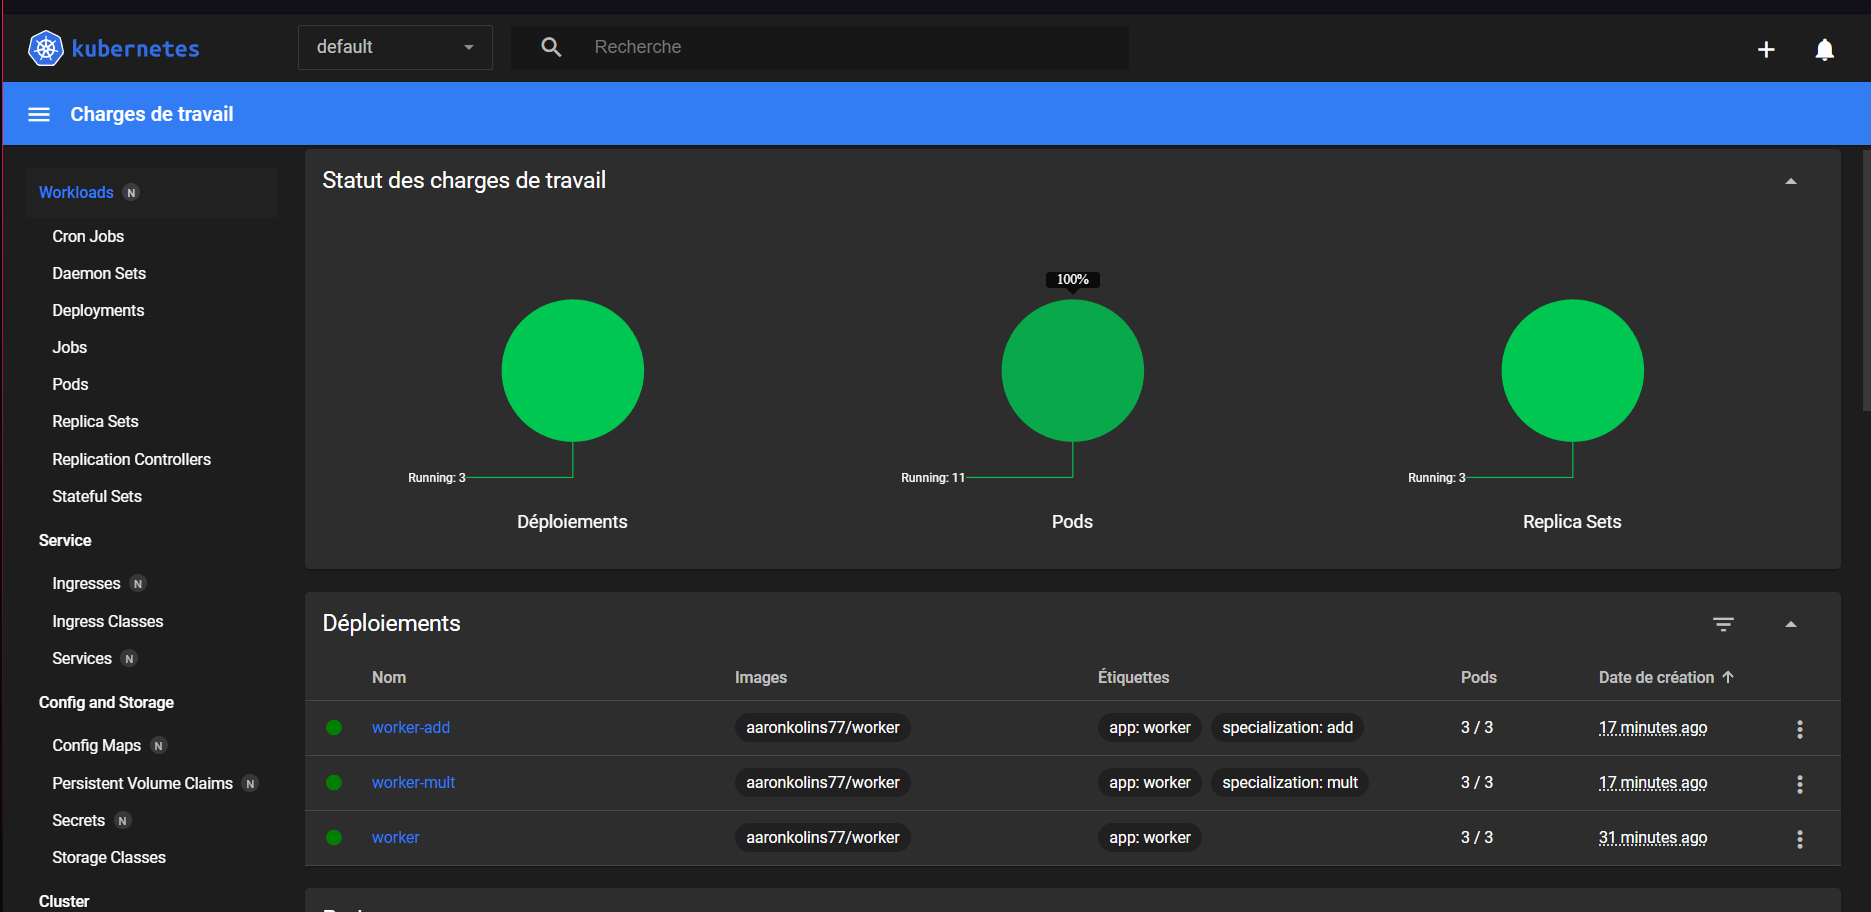 kubernetes
default
Recherche
Charges de travail
Workloads N
Cron Jobs
Daemon Sets
Deployments
Jobs
Pods
Replica Sets
Replication Controllers
Stateful Sets
Service
Ingresses N
Ingress Classes
Services N
Config and Storage
Config Maps N
Persistent Volume Claims N
Secrets N
Storage Classes
Cluster
Statut des charges de travail
100%
Running: 3
Running: 11
Running: 3
Déploiements
Pods
Replica Sets
Déploiements
Nom Images Étiquettes Pods Date de création
worker-add aaronkolins77/worker app: worker specialization: add 3 / 3 17 minutes ago
worker-mult aaronkolins77/worker app: worker specialization: mult 3 / 3 17 minutes ago
worker aaronkolins77/worker app: worker 3 / 3 31 minutes ago